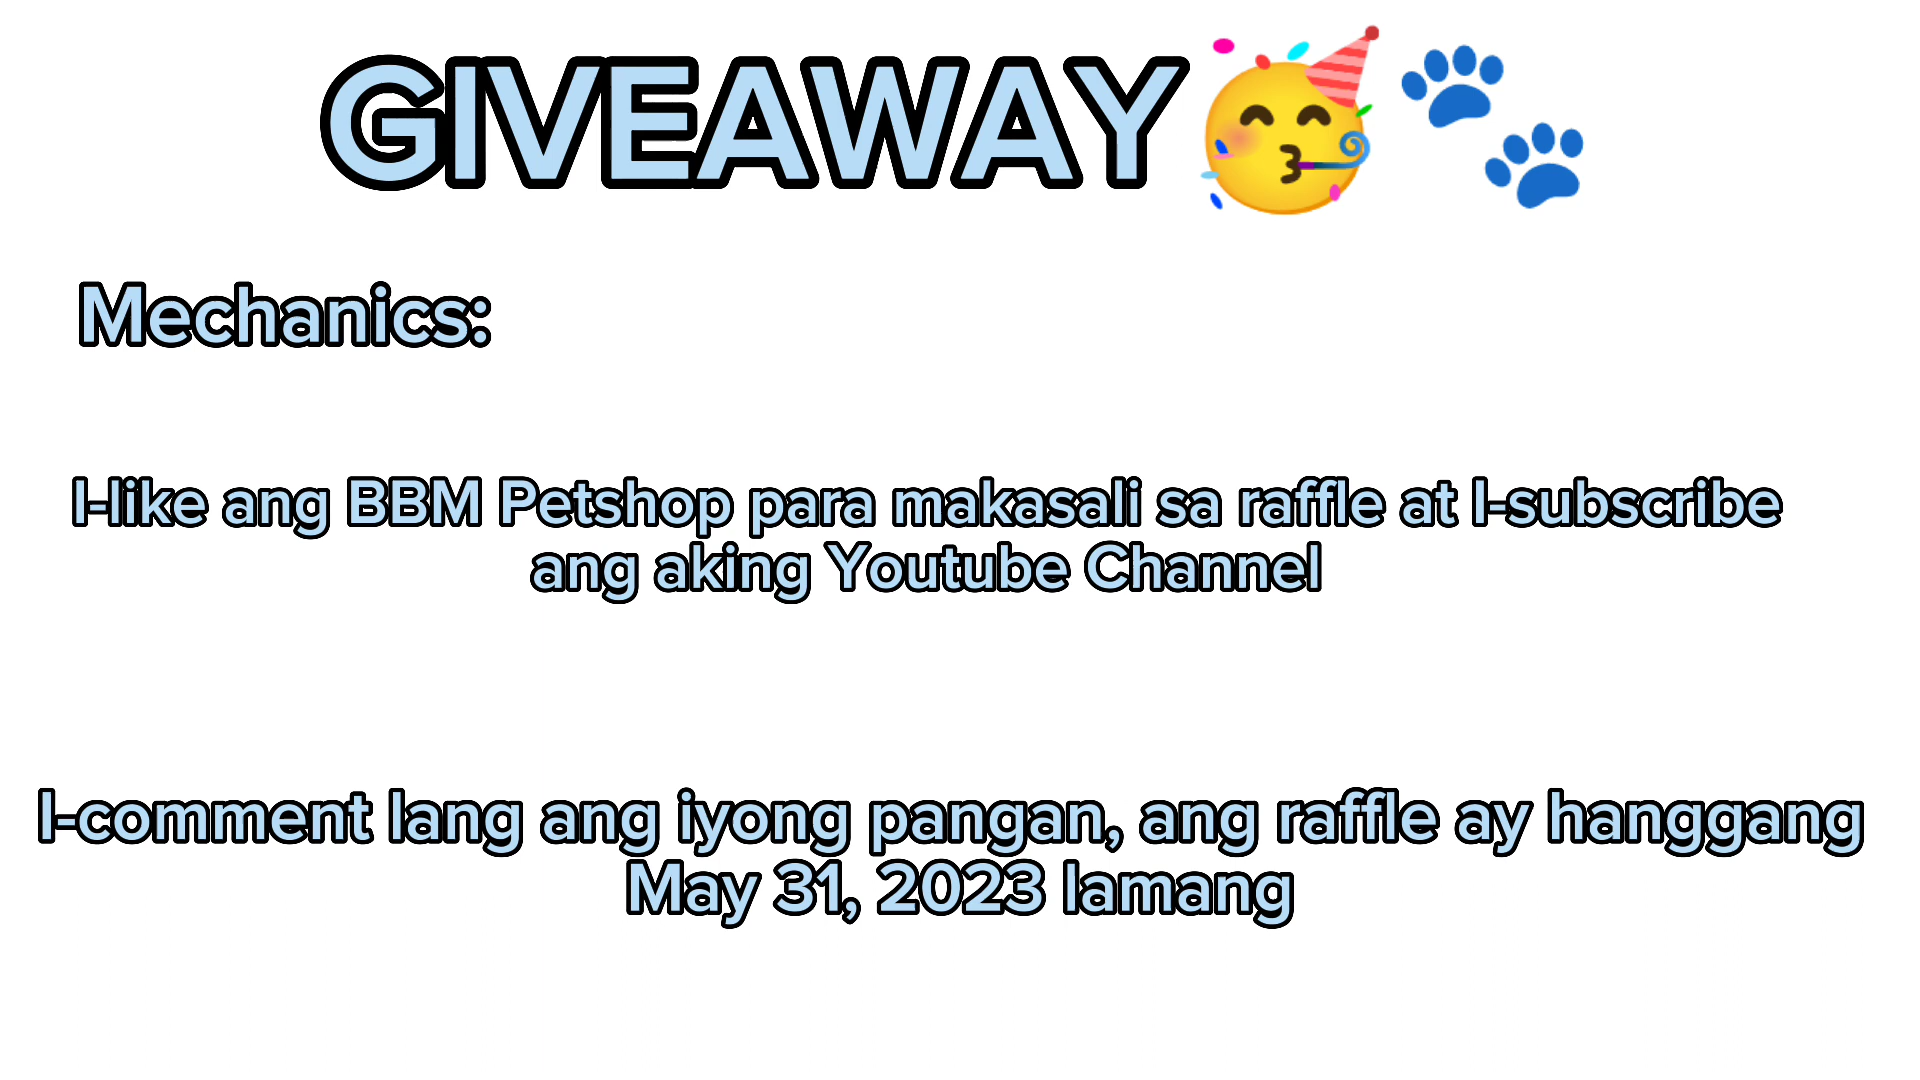 GIVEAWAY🥳🐾
Mechanics:
I-like ang BBM Petshop para makasali sa raffle at I-subscribe
ang aking Youtube Channel
I-comment lang ang iyong pangan, ang raffle ay hanggang
May 31, 2023 lamang